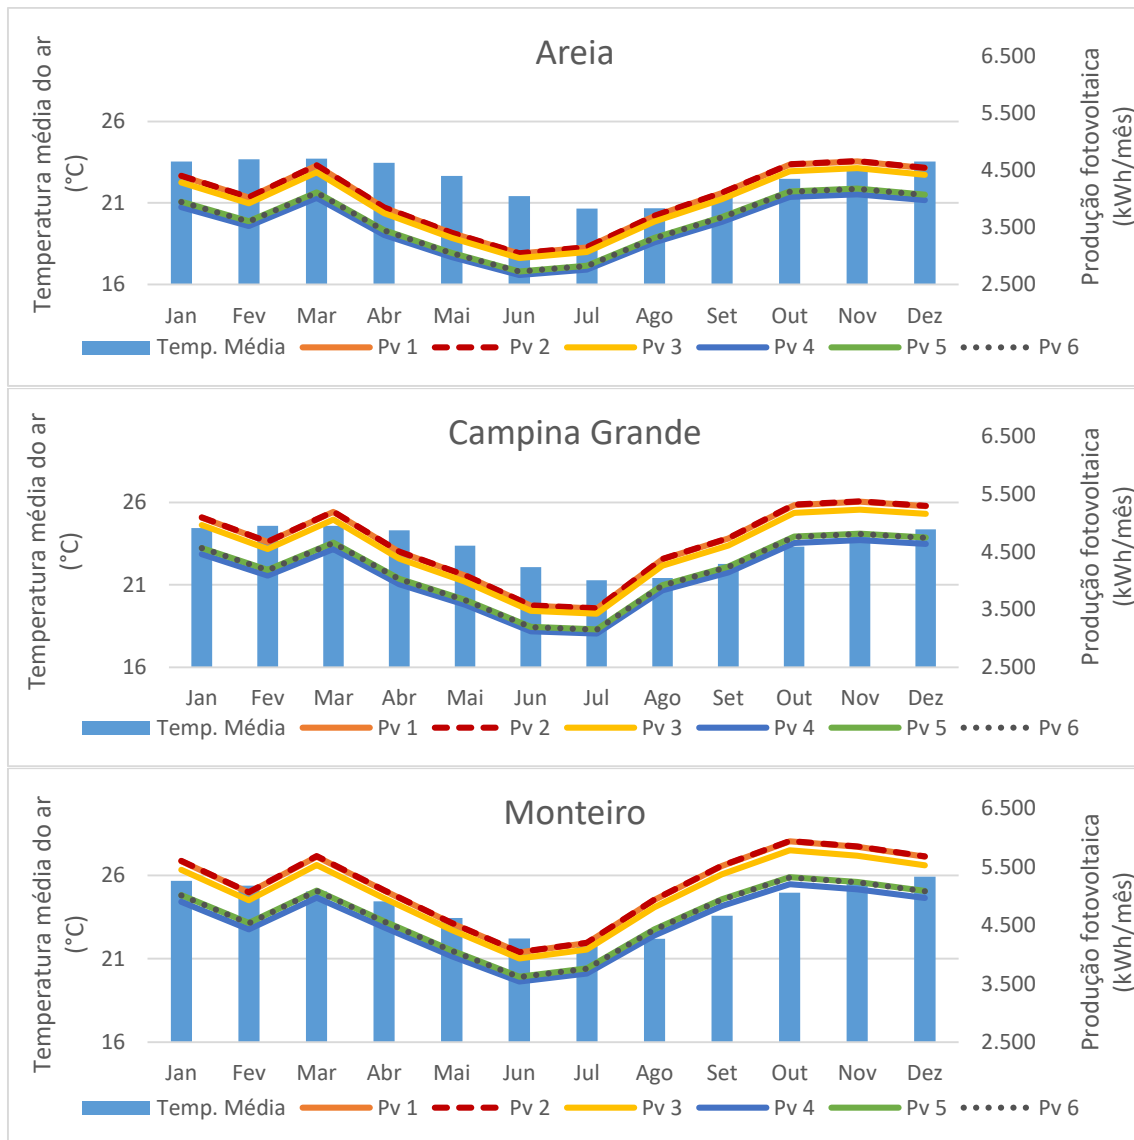 Areia
Temperatura média do ar
(°C)
26
21
16
6.500
5.500
4.500
3.500
2.500
Produção fotovoltaica
(kWh/mês)
Jan Fev Mar Abr Mai Jun Jul Ago Set Out Nov Dez
Temp. Média Pv 1 Pv 2 Pv 3 Pv 4 Pv 5 Pv 6
Campina Grande
Temperatura média do ar
(°C)
26
21
16
6.500
5.500
4.500
3.500
2.500
Produção fotovoltaica
(kWh/mês)
Jan Fev Mar Abr Mai Jun Jul Ago Set Out Nov Dez
Temp. Média Pv 1 Pv 2 Pv 3 Pv 4 Pv 5 Pv 6
Monteiro
Temperatura média do ar
(°C)
26
21
16
6.500
5.500
4.500
3.500
2.500
Produção fotovoltaica
(kWh/mês)
Jan Fev Mar Abr Mai Jun Jul Ago Set Out Nov Dez
Temp. Média Pv 1 Pv 2 Pv 3 Pv 4 Pv 5 Pv 6